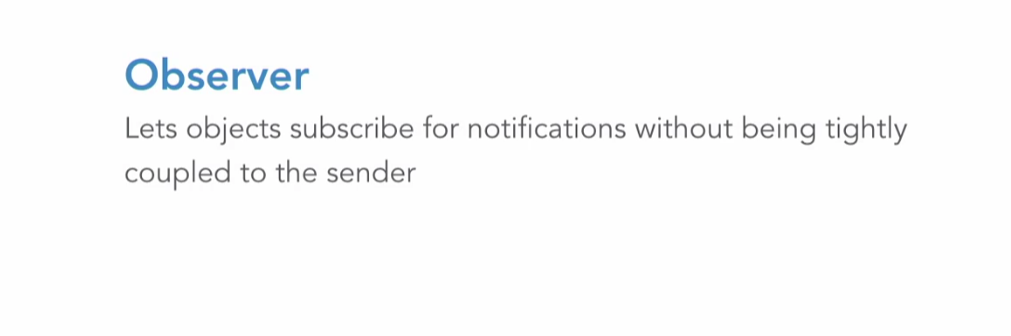 Observer
Lets objects subscribe for notifications without being tightly
coupled to the sender